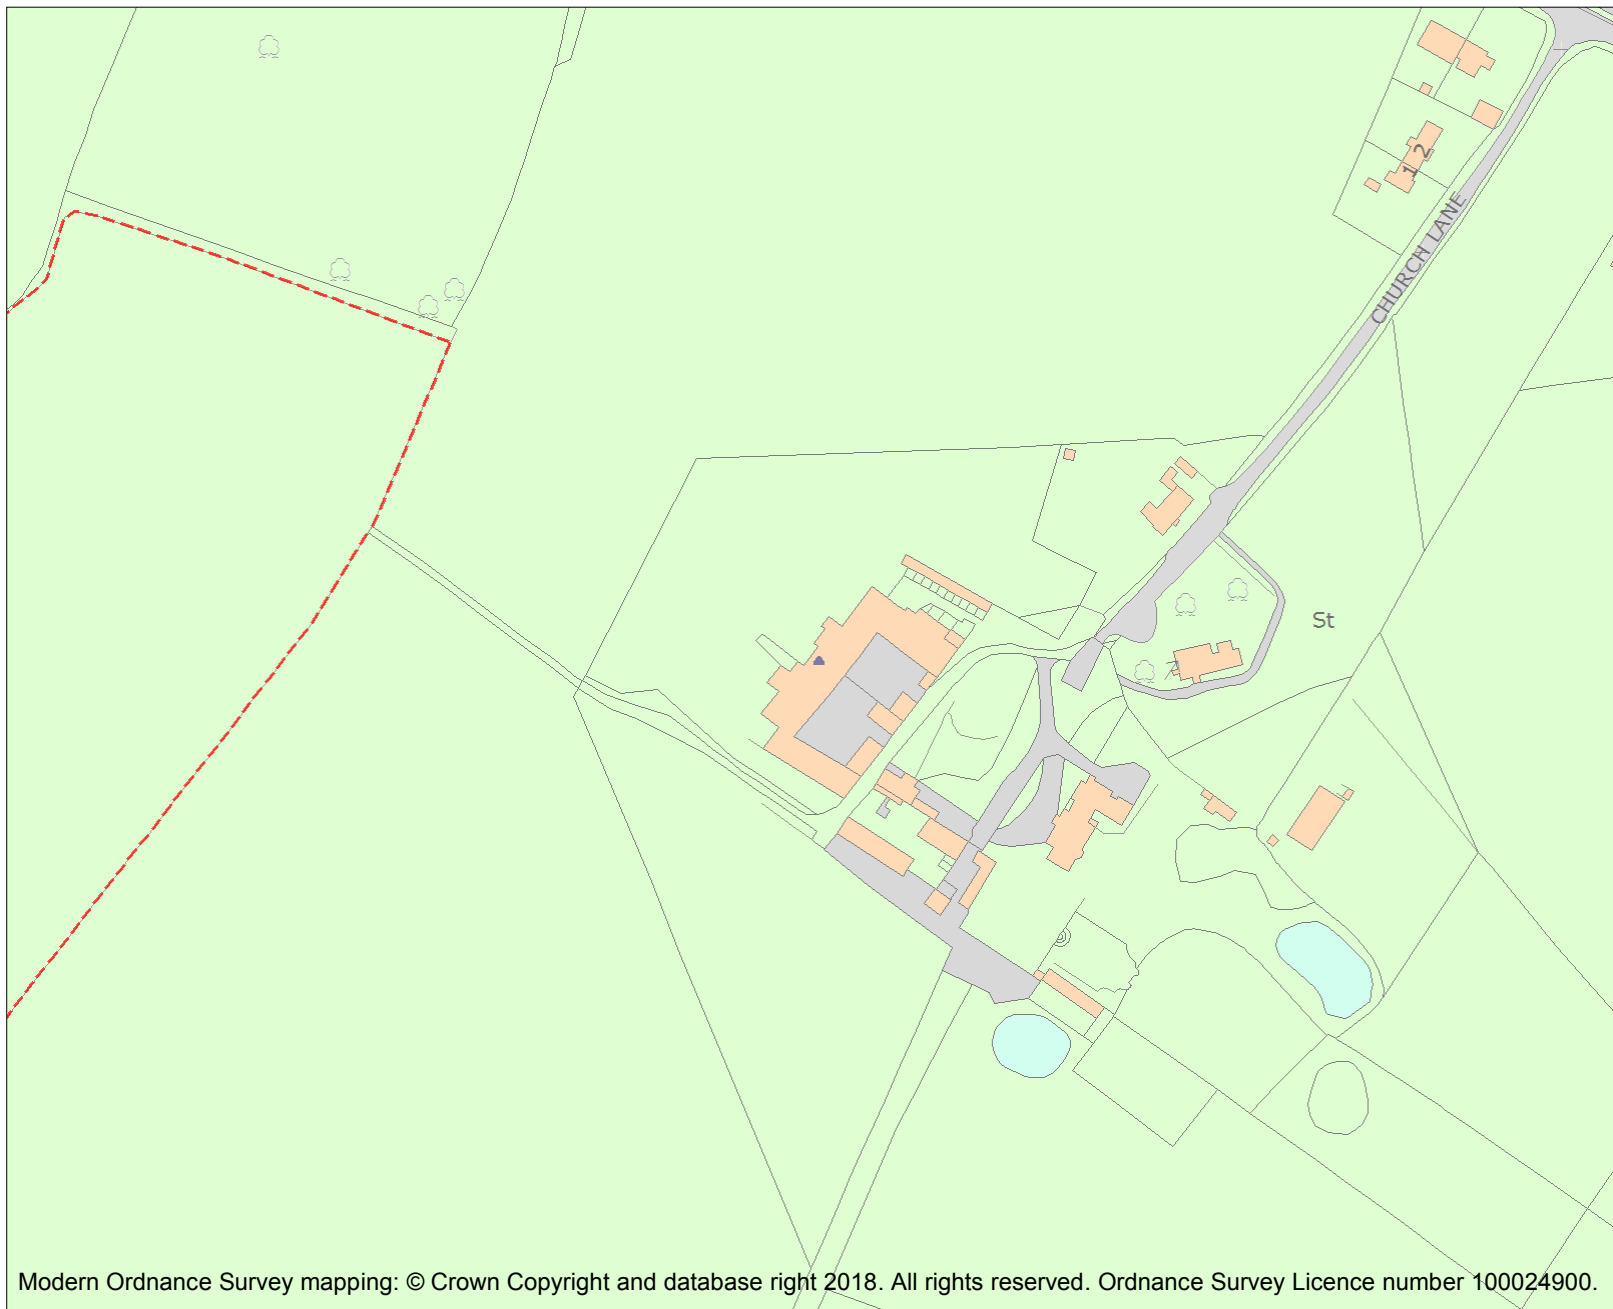 1 2
CHURCH LANE
St
Modern Ordnance Survey mapping: © Crown Copyright and database right 2018. All rights reserved. Ordnance Survey Licence number 100024900.